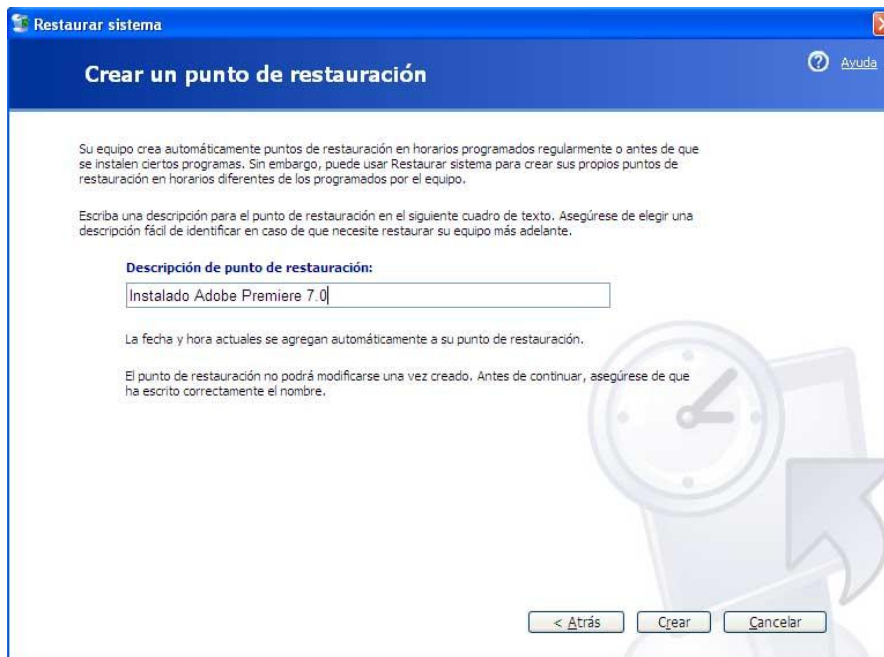 Restaurar sistema
Crear un punto de restauración
Ayuda
Su equipo crea automáticamente puntos de restauración en horarios programados regularmente o antes de que
se instalen ciertos programas. Sin embargo, puede usar Restaurar sistema para crear sus propios puntos de
restauración en horarios diferentes de los programados por el equipo.
Escriba una descripción para el punto de restauración en el siguiente cuadro de texto. Asegúrese de elegir una
descripción fácil de identificar en caso de que necesite restaurar su equipo más adelante.
Descripción de punto de restauración:
Instalado Adobe Premiere 7.0
La fecha y hora actuales se agregan automáticamente a su punto de restauración.
El punto de restauración no podrá modificarse una vez creado. Antes de continuar, asegúrese de que
ha escrito correctamente el nombre.
< Atrás Crear Cancelar